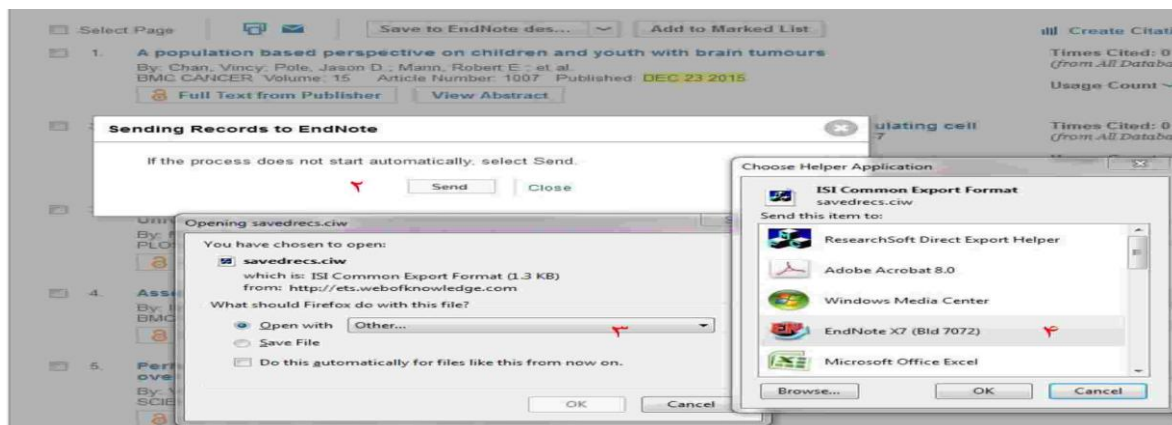 Select Page
Save to EndNote des...
Add to Marked List
Create Citati
1. A population based perspective on children and youth with brain tumours
By: Chan, Vincy; Pole, Jason D.; Mann, Robert E.; et al.
BMC CANCER Volume: 15 Article Number: 1007 Published: DEC 23 2015
Full Text from Publisher
View Abstract
Times Cited: 0
(from All Databa
Usage Count
Sending Records to EndNote
If the process does not start automatically, select Send.
۲ Send Close
ulating cell
7
Times Cited: 0
(from All Databa
Opening savedrecs.ciw
You have chosen to open:
savedrecs.ciw
which is: ISI Common Export Format (1.3 KB)
from: http://ets.webofknowledge.com
What should Firefox do with this file?
Open with Other... ۳
Save File
Do this automatically for files like this from now on.
OK Cancel
Choose Helper Application
ISI Common Export Format
savedrecs.ciw
Send this item to:
ResearchSoft Direct Export Helper
Adobe Acrobat 8.0
Windows Media Center
EndNote X7 (Bld 7072) ۴
Microsoft Office Excel
Browse... OK Cancel
By:
PLO
4. Asse
By:
BMC
5. Perf
ove
By:
SCIE